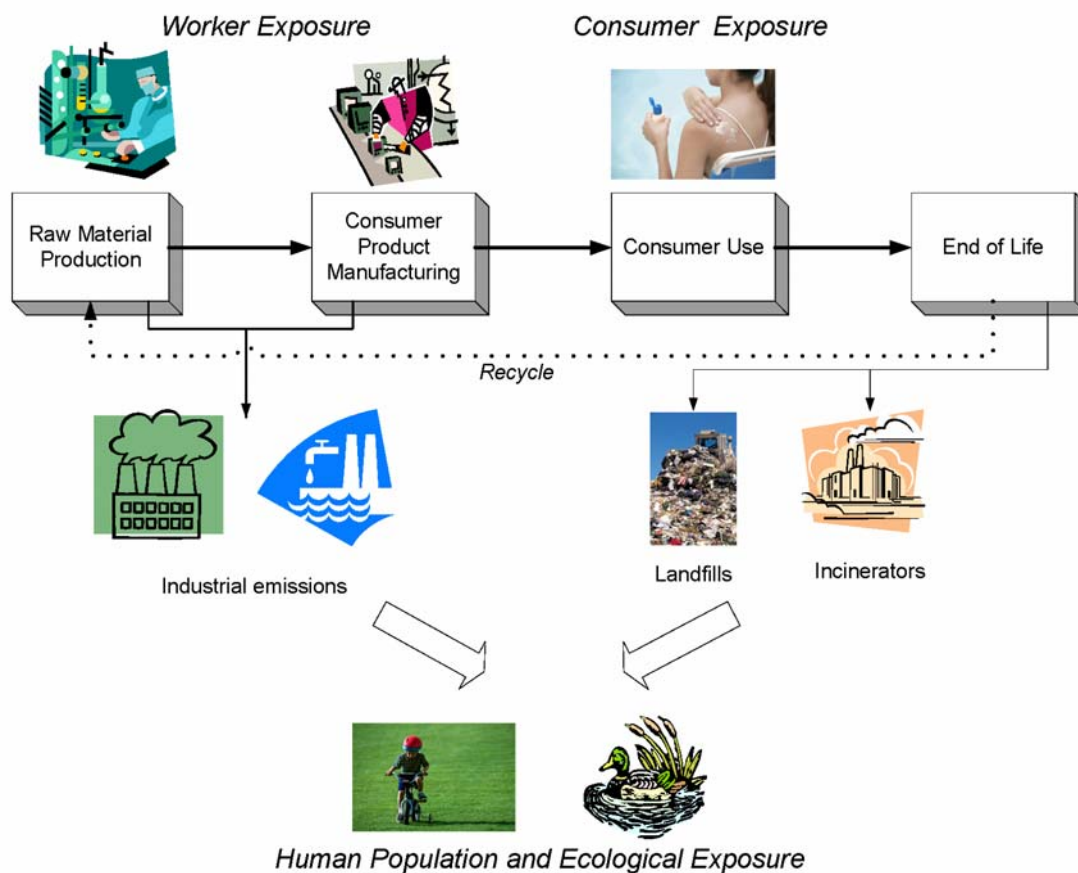 Worker Exposure
Consumer Exposure
Raw Material
Production
Consumer
Product
Manufacturing
Consumer Use
End of Life
Recycle
Industrial emissions
Landfills
Incinerators
Human Population and Ecological Exposure